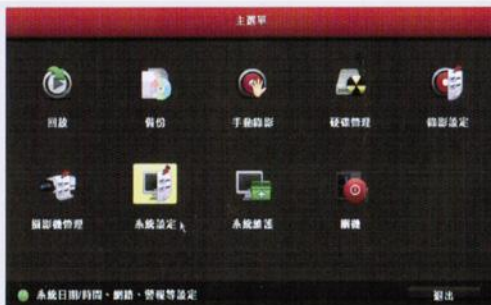 主選單
回放 備份 手動錄影 硬碟管理 錄影設定
攝影機管理 系統設定 系統維護 關機
系統日期/時間、網絡、警報等設定 退出